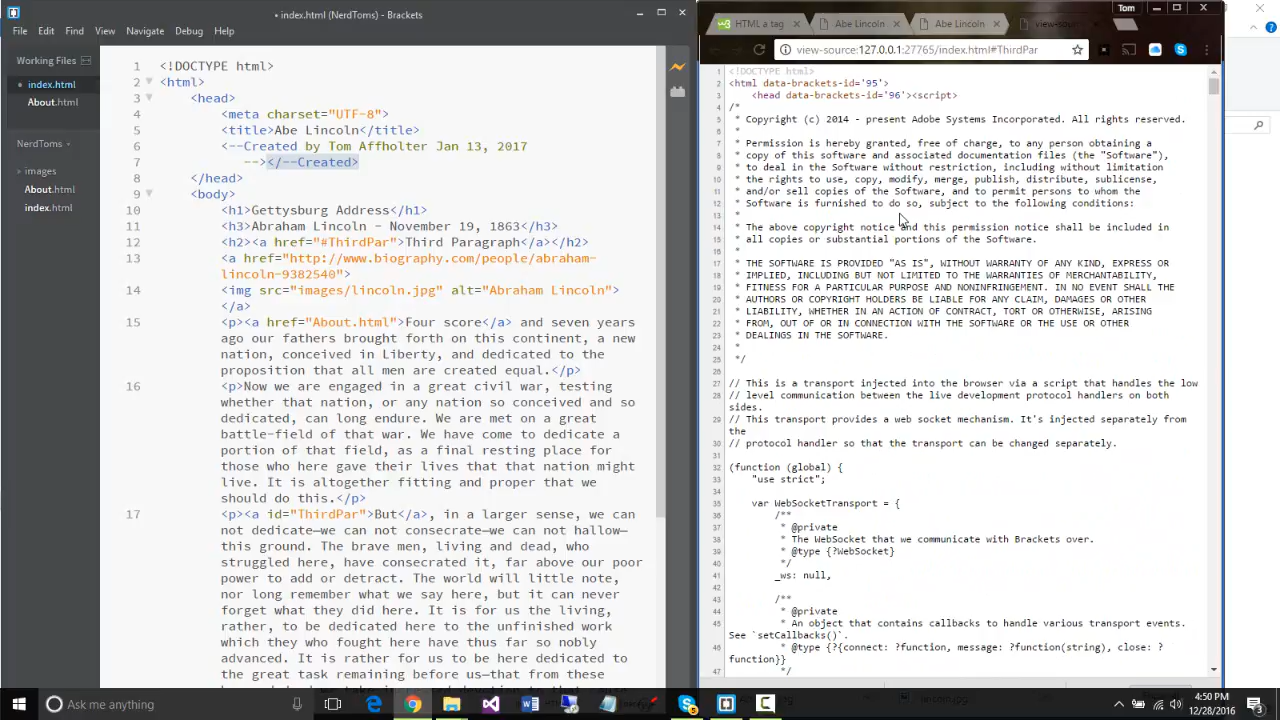 • index.html (NerdToms) - Brackets
File Edit Find View Navigate Debug Help
Working Files
index.html
About.html
NerdToms
images
About.html
index.html
1 <!DOCTYPE html>
2 <html>
3 <head>
4 <meta charset="UTF-8">
5 <title>Abe Lincoln</title>
6 <--Created by Tom Affholter Jan 13, 2017
7 --></--Created>
8 </head>
9 <body>
10 <h1>Gettysburg Address</h1>
11 <h3>Abraham Lincoln - November 19, 1863</h3>
12 <h2><a href="#ThirdPar">Third Paragraph</a></h2>
13 <a href="http://www.biography.com/people/abraham-
lincoln-9382540">
14 <img src="images/lincoln.jpg" alt="Abraham Lincoln">
</a>
15 <p><a href="About.html">Four score</a> and seven years
ago our fathers brought forth on this continent, a new
nation, conceived in Liberty, and dedicated to the
proposition that all men are created equal.</p>
16 <p>Now we are engaged in a great civil war, testing
whether that nation, or any nation so conceived and so
dedicated, can long endure. We are met on a great
battle-field of that war. We have come to dedicate a
portion of that field, as a final resting place for
those who here gave their lives that that nation might
live. It is altogether fitting and proper that we
should do this.</p>
17 <p><a id="ThirdPar">But</a>, in a larger sense, we can
not dedicate—we can not consecrate—we can not hallow—
this ground. The brave men, living and dead, who
struggled here, have consecrated it, far above our poor
power to add or detract. The world will little note,
nor long remember what we say here, but it can never
forget what they did here. It is for us the living,
rather, to be dedicated here to the unfinished work
which they who fought here have thus far so nobly
advanced. It is rather for us to be here dedicated to
the great task remaining before us—that from these
Tom
HTML a tag Abe Lincoln Abe Lincoln view-sour
view-source:127.0.0.1:27765/index.html#ThirdPar
1 <!DOCTYPE html>
2 <html data-brackets-id='95'>
3 <head data-brackets-id='96'><script>
4 /*
5 * Copyright (c) 2014 - present Adobe Systems Incorporated. All rights reserved.
6 *
7 * Permission is hereby granted, free of charge, to any person obtaining a
8 * copy of this software and associated documentation files (the "Software"),
9 * to deal in the Software without restriction, including without limitation
10 * the rights to use, copy, modify, merge, publish, distribute, sublicense,
11 * and/or sell copies of the Software, and to permit persons to whom the
12 * Software is furnished to do so, subject to the following conditions:
13 *
14 * The above copyright notice and this permission notice shall be included in
15 * all copies or substantial portions of the Software.
16 *
17 * THE SOFTWARE IS PROVIDED "AS IS", WITHOUT WARRANTY OF ANY KIND, EXPRESS OR
18 * IMPLIED, INCLUDING BUT NOT LIMITED TO THE WARRANTIES OF MERCHANTABILITY,
19 * FITNESS FOR A PARTICULAR PURPOSE AND NONINFRINGEMENT. IN NO EVENT SHALL THE
20 * AUTHORS OR COPYRIGHT HOLDERS BE LIABLE FOR ANY CLAIM, DAMAGES OR OTHER
21 * LIABILITY, WHETHER IN AN ACTION OF CONTRACT, TORT OR OTHERWISE, ARISING
22 * FROM, OUT OF OR IN CONNECTION WITH THE SOFTWARE OR THE USE OR OTHER
23 * DEALINGS IN THE SOFTWARE.
24 *
25 */
26
27 // This is a transport injected into the browser via a script that handles the low
28 // level communication between the live development protocol handlers on both
sides.
29 // This transport provides a web socket mechanism. It's injected separately from
the
30 // protocol handler so that the transport can be changed separately.
31
32 (function (global) {
33 "use strict";
34
35 var WebSocketTransport = {
36 /**
37 * @private
38 * The WebSocket that we communicate with Brackets over.
39 * @type {?WebSocket}
40 */
41 _ws: null,
42
43 /**
44 * @private
45 * An object that contains callbacks to handle various transport events.
See `setCallbacks()`.
46 * @type {?{connect: ?function, message: ?function(string), close: ?
function}}
47 */
Ask me anything
4:50 PM
12/28/2016